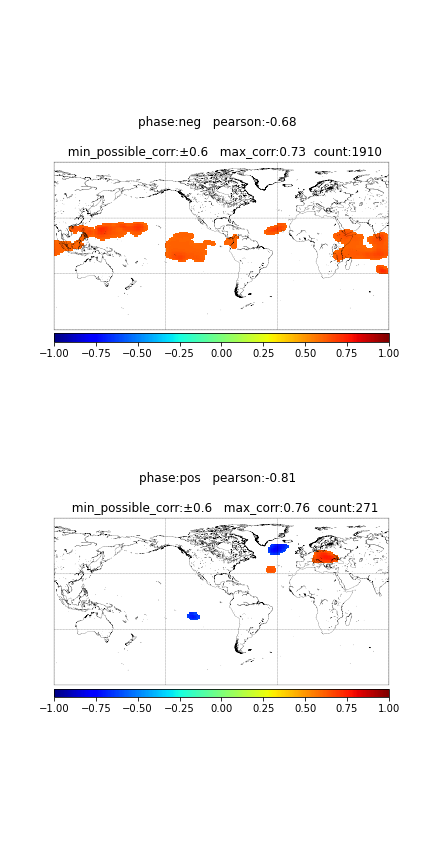 phase:neg   pearson:-0.68
min_possible_corr:±0.6   max_corr:0.73  count:1910
−1.00 −0.75 −0.50 −0.25 0.00 0.25 0.50 0.75 1.00
phase:pos   pearson:-0.81
min_possible_corr:±0.6   max_corr:0.76  count:271
−1.00 −0.75 −0.50 −0.25 0.00 0.25 0.50 0.75 1.00